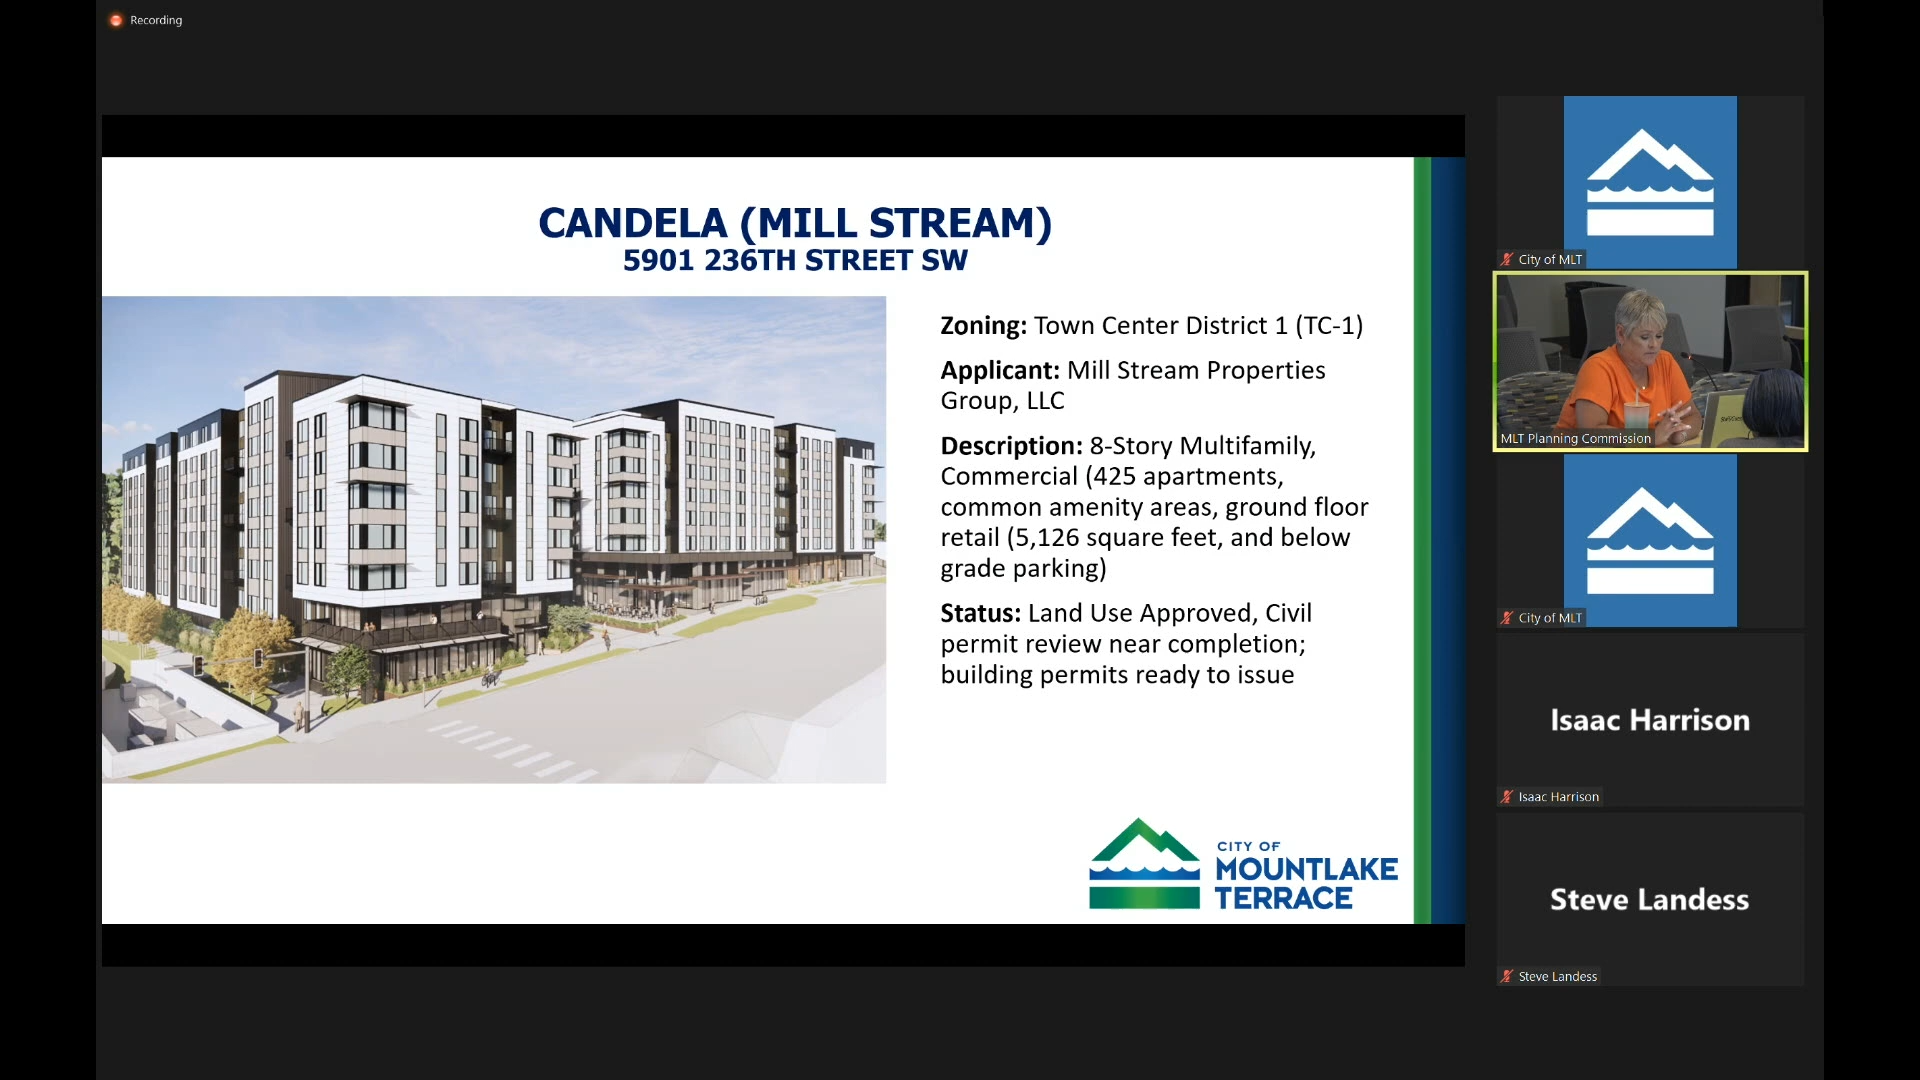 Recording
CANDELA (MILL STREAM)
5901 236TH STREET SW
Zoning: Town Center District 1 (TC-1)
Applicant: Mill Stream Properties
Group, LLC
Description: 8-Story Multifamily,
Commercial (425 apartments,
common amenity areas, ground floor
retail (5,126 square feet, and below
grade parking)
Status: Land Use Approved, Civil
permit review near completion;
building permits ready to issue
CITY OF
MOUNTLAKE
TERRACE
City of MLT
MLT Planning Commission
City of MLT
Isaac Harrison
Isaac Harrison
Steve Landess
Steve Landess